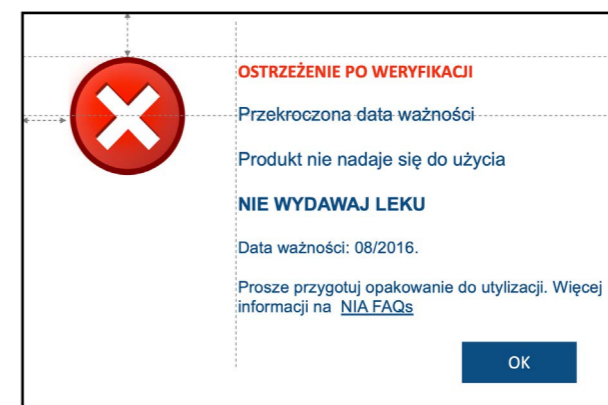 OSTRZEŻENIE PO WERYFIKACJI
Przekroczona data ważności
Produkt nie nadaje się do użycia
NIE WYDAWAJ LEKU
Data ważności: 08/2016.
Prosze przygotuj opakowanie do utylizacji. Więcej
informacji na NIA FAQs
OK